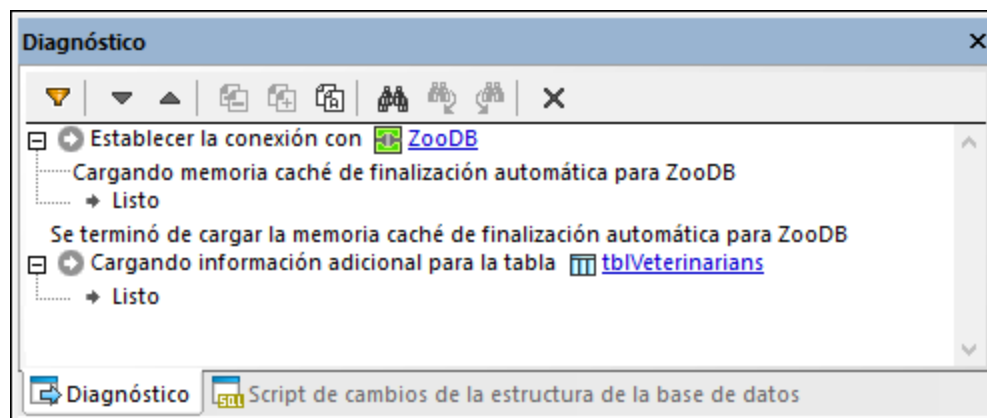 Diagnóstico
Establecer la conexión con ZooDB
Cargando memoria caché de finalización automática para ZooDB
Listo
Se terminó de cargar la memoria caché de finalización automática para ZooDB
Cargando información adicional para la tabla tblVeterinarians
Listo
Diagnóstico Script de cambios de la estructura de la base de datos